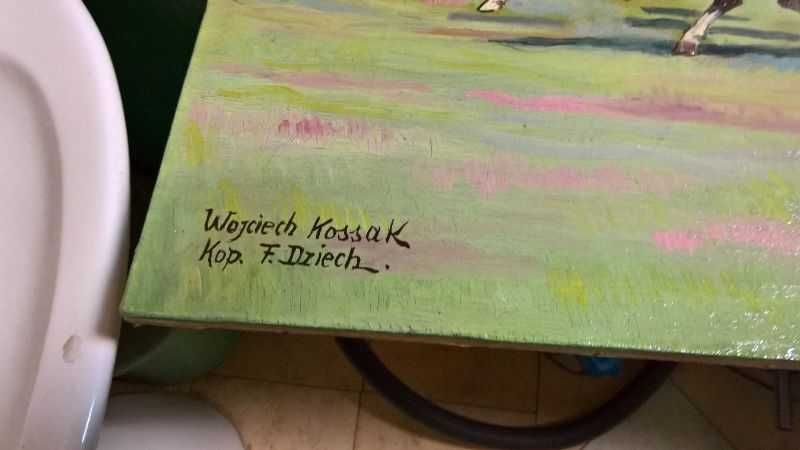 Wojciech Kossak
Kop. F. Dziech.